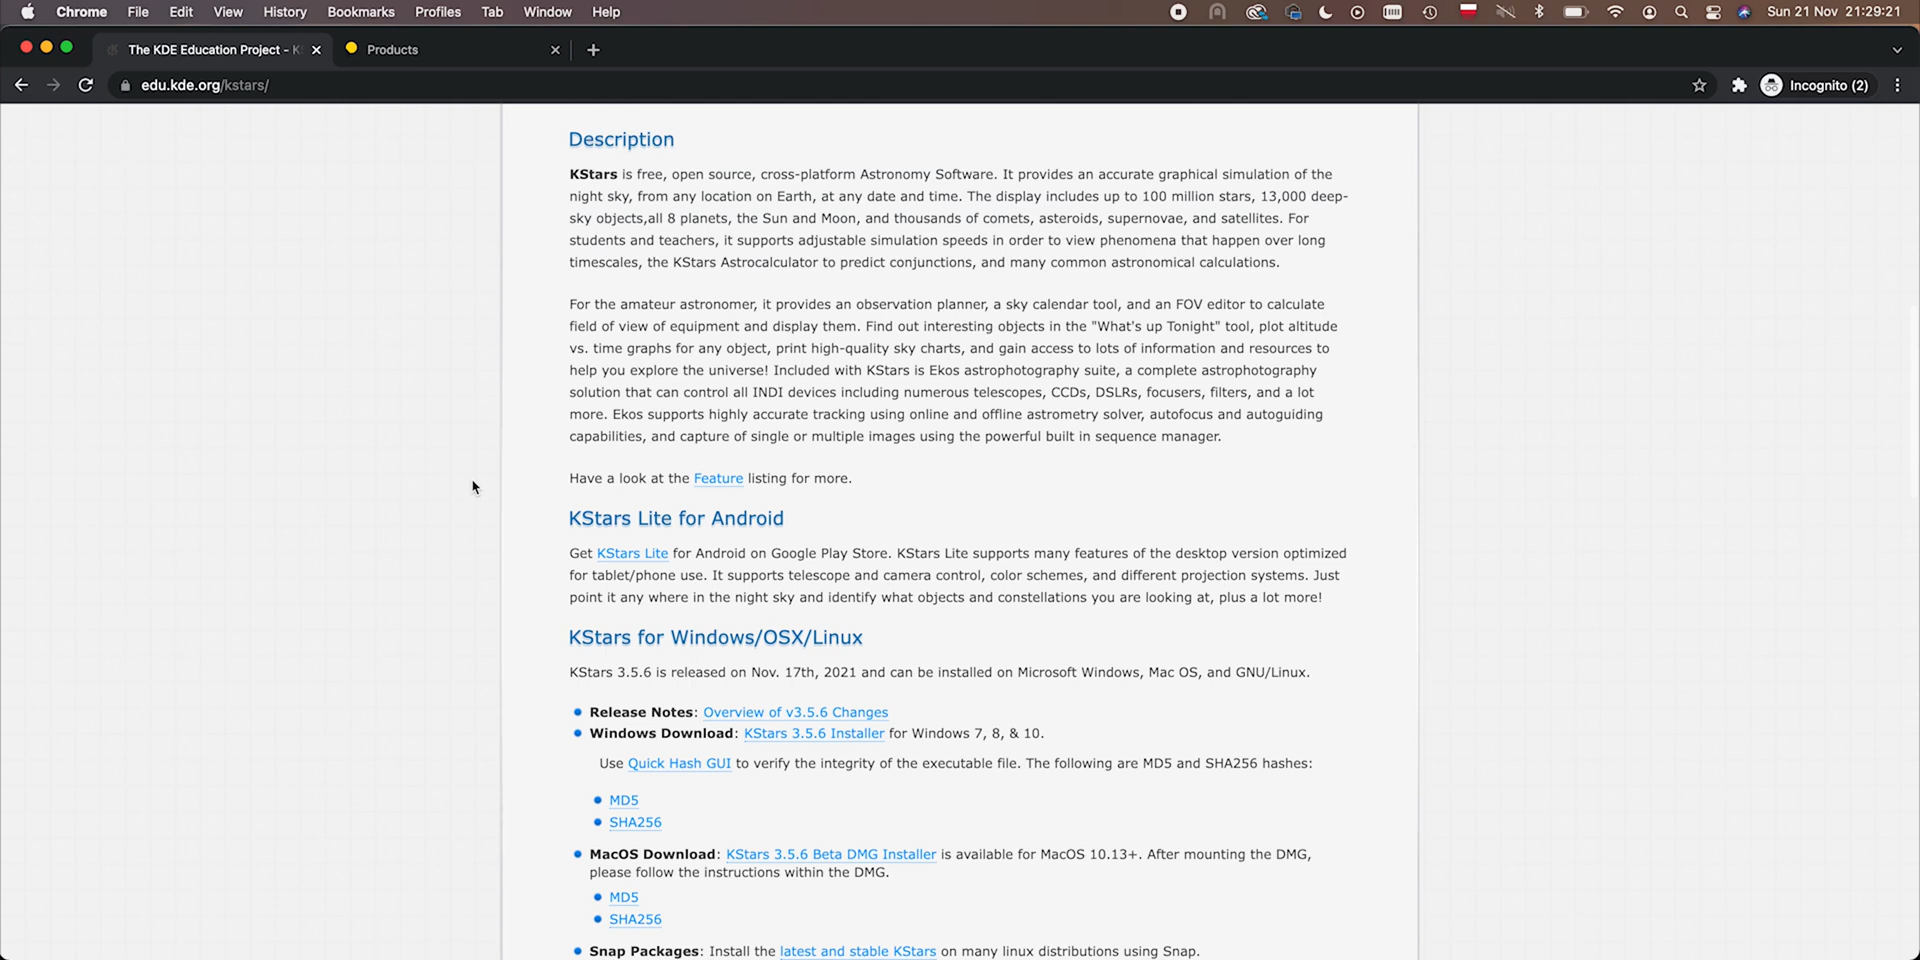 Chrome File Edit View History Bookmarks Profiles Tab Window Help Sun 21 Nov 21:29:21
The KDE Education Project - K Products
edu.kde.org/kstars/ Incognito (2)
Description
KStars is free, open source, cross-platform Astronomy Software. It provides an accurate graphical simulation of the
night sky, from any location on Earth, at any date and time. The display includes up to 100 million stars, 13,000 deep-
sky objects,all 8 planets, the Sun and Moon, and thousands of comets, asteroids, supernovae, and satellites. For
students and teachers, it supports adjustable simulation speeds in order to view phenomena that happen over long
timescales, the KStars Astrocalculator to predict conjunctions, and many common astronomical calculations.
For the amateur astronomer, it provides an observation planner, a sky calendar tool, and an FOV editor to calculate
field of view of equipment and display them. Find out interesting objects in the "What's up Tonight" tool, plot altitude
vs. time graphs for any object, print high-quality sky charts, and gain access to lots of information and resources to
help you explore the universe! Included with KStars is Ekos astrophotography suite, a complete astrophotography
solution that can control all INDI devices including numerous telescopes, CCDs, DSLRs, focusers, filters, and a lot
more. Ekos supports highly accurate tracking using online and offline astrometry solver, autofocus and autoguiding
capabilities, and capture of single or multiple images using the powerful built in sequence manager.
Have a look at the Feature listing for more.
KStars Lite for Android
Get KStars Lite for Android on Google Play Store. KStars Lite supports many features of the desktop version optimized
for tablet/phone use. It supports telescope and camera control, color schemes, and different projection systems. Just
point it any where in the night sky and identify what objects and constellations you are looking at, plus a lot more!
KStars for Windows/OSX/Linux
KStars 3.5.6 is released on Nov. 17th, 2021 and can be installed on Microsoft Windows, Mac OS, and GNU/Linux.
Release Notes: Overview of v3.5.6 Changes
Windows Download: KStars 3.5.6 Installer for Windows 7, 8, & 10.
Use Quick Hash GUI to verify the integrity of the executable file. The following are MD5 and SHA256 hashes:
MD5
SHA256
MacOS Download: KStars 3.5.6 Beta DMG Installer is available for MacOS 10.13+. After mounting the DMG,
please follow the instructions within the DMG.
MD5
SHA256
Snap Packages: Install the latest and stable KStars on many linux distributions using Snap.